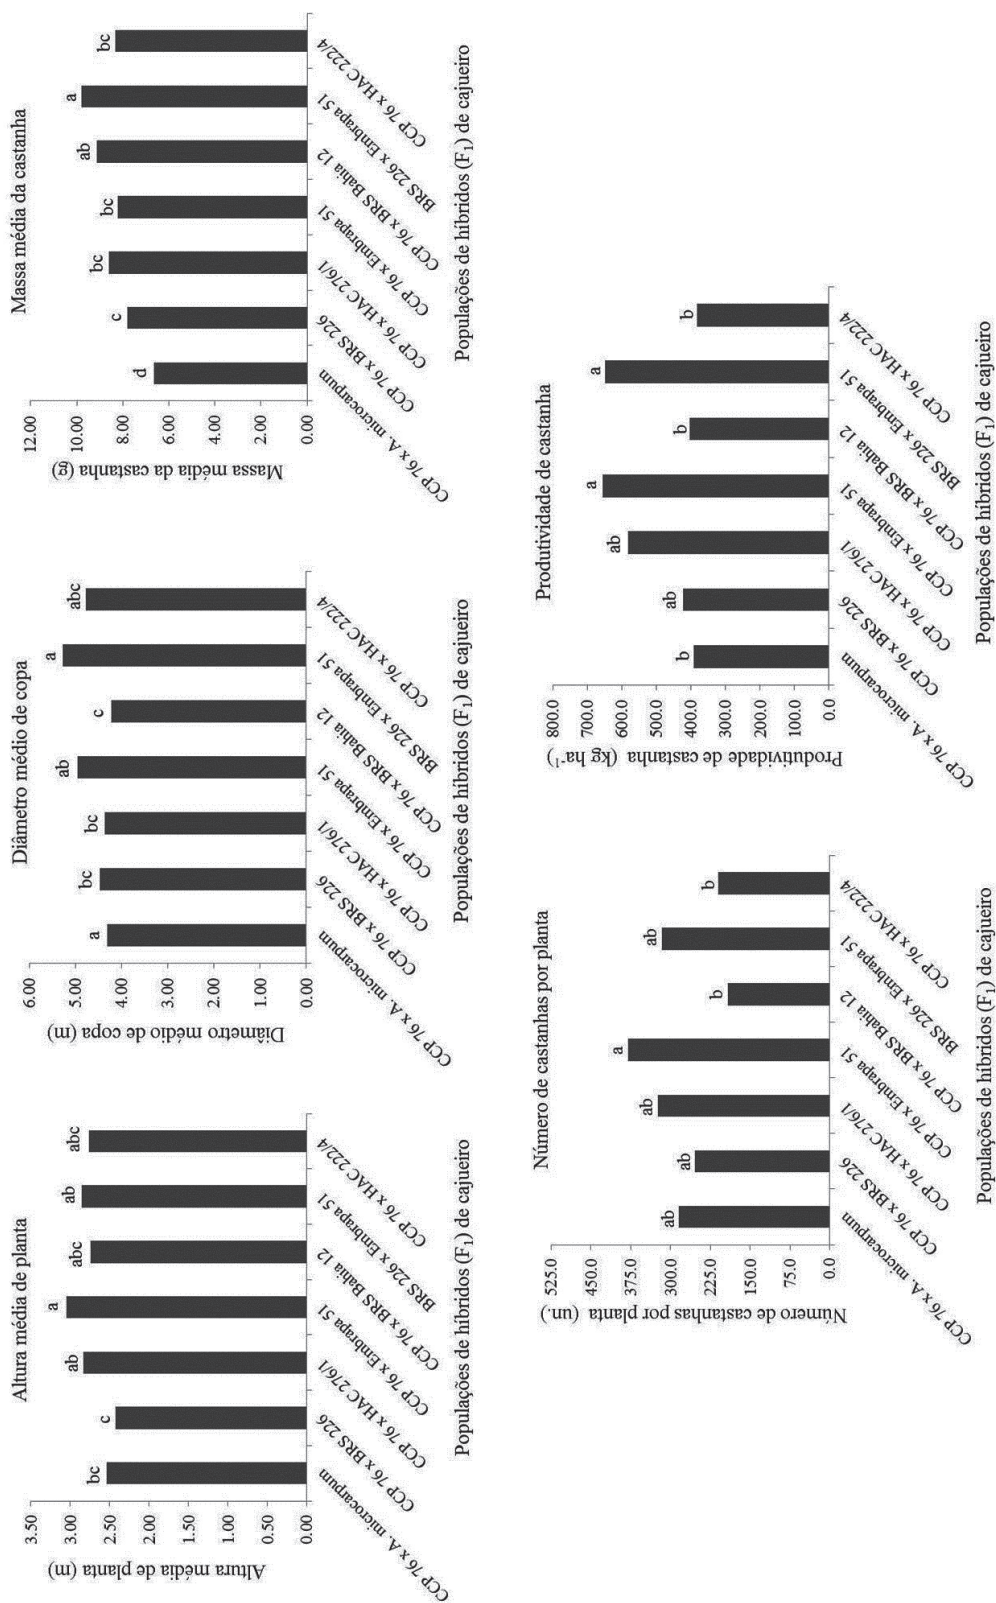 Altura média de planta
Altura média de planta (m)
3.50
3.00
2.50
2.00
1.50
1.00
0.50
0.00
bc
c
ab
a
abc
ab
abc
CCP 76 x A. microcarpum
CCP 76 x BRS 226
CCP 76 x HAC 276/1
CCP 76 x Embrapa 51
CCP 76 x BRS Bahia 12
BRS 226 x Embrapa 51
CCP 76 x HAC 222/4
Populações de híbridos (F₁) de cajueiro
Diâmetro médio de copa
Diâmetro médio de copa (m)
6.00
5.00
4.00
3.00
2.00
1.00
0.00
a
bc
bc
ab
c
a
abc
CCP 76 x A. microcarpum
CCP 76 x BRS 226
CCP 76 x HAC 276/1
CCP 76 x Embrapa 51
CCP 76 x BRS Bahia 12
BRS 226 x Embrapa 51
CCP 76 x HAC 222/4
Populações de híbridos (F₁) de cajueiro
Massa média da castanha
Massa média da castanha (g)
12.00
10.00
8.00
6.00
4.00
2.00
0.00
d
c
bc
bc
ab
a
bc
CCP 76 x A. microcarpum
CCP 76 x BRS 226
CCP 76 x HAC 276/1
CCP 76 x Embrapa 51
CCP 76 x BRS Bahia 12
BRS 226 x Embrapa 51
CCP 76 x HAC 222/4
Populações de híbridos (F₁) de cajueiro
Número de castanhas por planta
Número de castanhas por planta (un.)
525.0
450.0
375.0
300.0
225.0
150.0
75.0
0.0
ab
ab
ab
a
b
ab
b
CCP 76 x A. microcarpum
CCP 76 x BRS 226
CCP 76 x HAC 276/1
CCP 76 x Embrapa 51
CCP 76 x BRS Bahia 12
BRS 226 x Embrapa 51
CCP 76 x HAC 222/4
Populações de híbridos (F₁) de cajueiro
Produtividade de castanha
Produtividade de castanha (kg ha⁻¹)
800.0
7000.0
6000.0
5000.0
4000.0
3000.0
2000.0
1000.0
0.0
b
ab
ab
a
b
a
b
CCP 76 x A. microcarpum
CCP 76 x BRS 226
CCP 76 x HAC 276/1
CCP 76 x Embrapa 51
CCP 76 x BRS Bahia 12
BRS 226 x Embrapa 51
CCP 76 x HAC 222/4
Populações de híbridos (F₁) de cajueiro